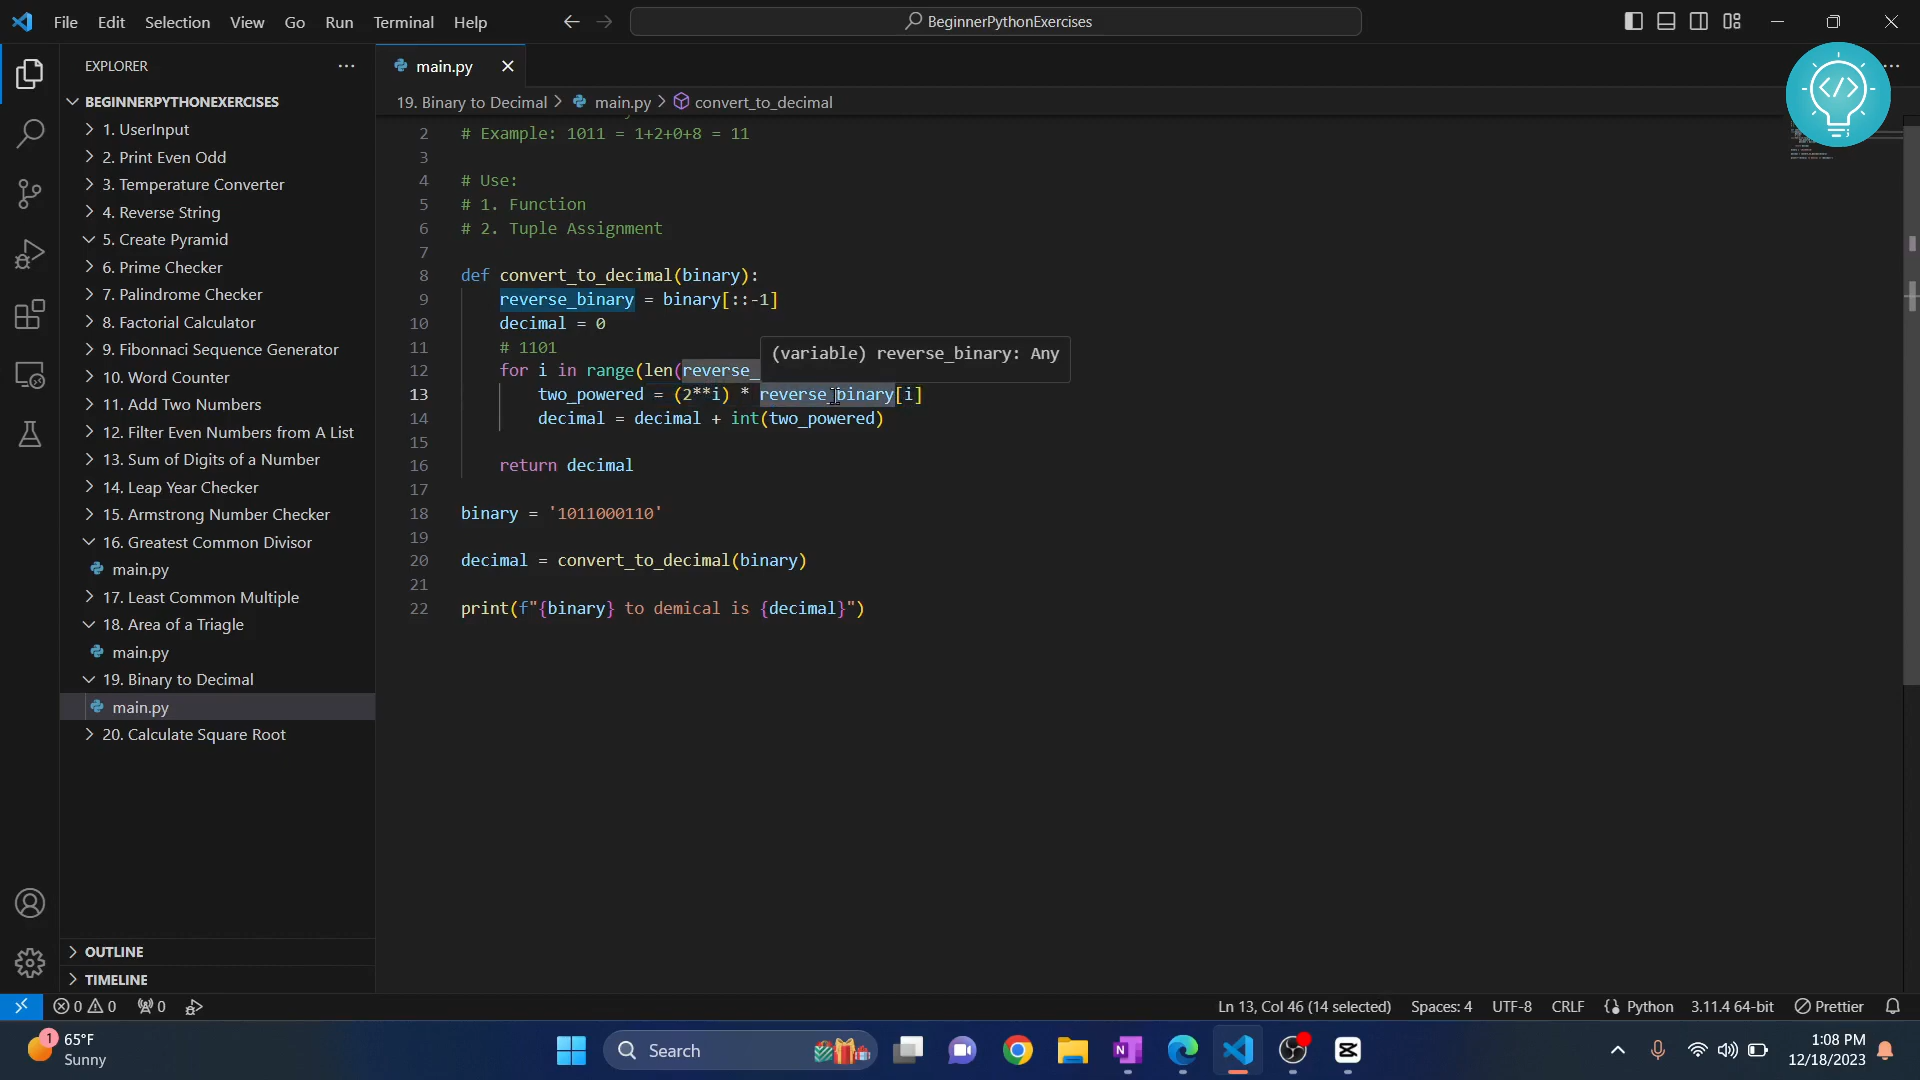 File Edit Selection View Go Run Terminal Help
BeginnerPythonExercises
EXPLORER
BEGINNERPYTHONEXERCISES
1. UserInput
2. Print Even Odd
3. Temperature Converter
4. Reverse String
5. Create Pyramid
6. Prime Checker
7. Palindrome Checker
8. Factorial Calculator
9. Fibonnaci Sequence Generator
10. Word Counter
11. Add Two Numbers
12. Filter Even Numbers from A List
13. Sum of Digits of a Number
14. Leap Year Checker
15. Armstrong Number Checker
16. Greatest Common Divisor
main.py
17. Least Common Multiple
18. Area of a Triagle
main.py
19. Binary to Decimal
main.py
20. Calculate Square Root
OUTLINE
TIMELINE
main.py
19. Binary to Decimal > main.py > convert_to_decimal
2 # Example: 1011 = 1+2+0+8 = 11
3
4 # Use:
5 # 1. Function
6 # 2. Tuple Assignment
7
8 def convert_to_decimal(binary):
9 reverse_binary = binary[::-1]
10 decimal = 0
11 # 1101
12 for i in range(len(reverse_
(variable) reverse_binary: Any
13 two_powered = (2**i) * reverse_binary[i]
14 decimal = decimal + int(two_powered)
15
16 return decimal
17
18 binary = '1011000110'
19
20 decimal = convert_to_decimal(binary)
21
22 print(f"{binary} to demical is {decimal}")
0 0 0
Ln 13, Col 46 (14 selected) Spaces: 4 UTF-8 CRLF Python 3.11.4 64-bit Prettier
1 65°F
Sunny
Search
1:08 PM
12/18/2023